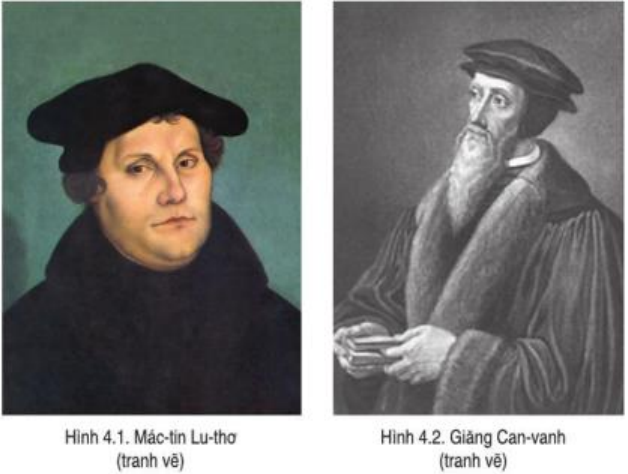 Hình 4.1. Mác-tin Lu-thơ
(tranh vẽ)
Hình 4.2. Giăng Can-vanh
(tranh vẽ)